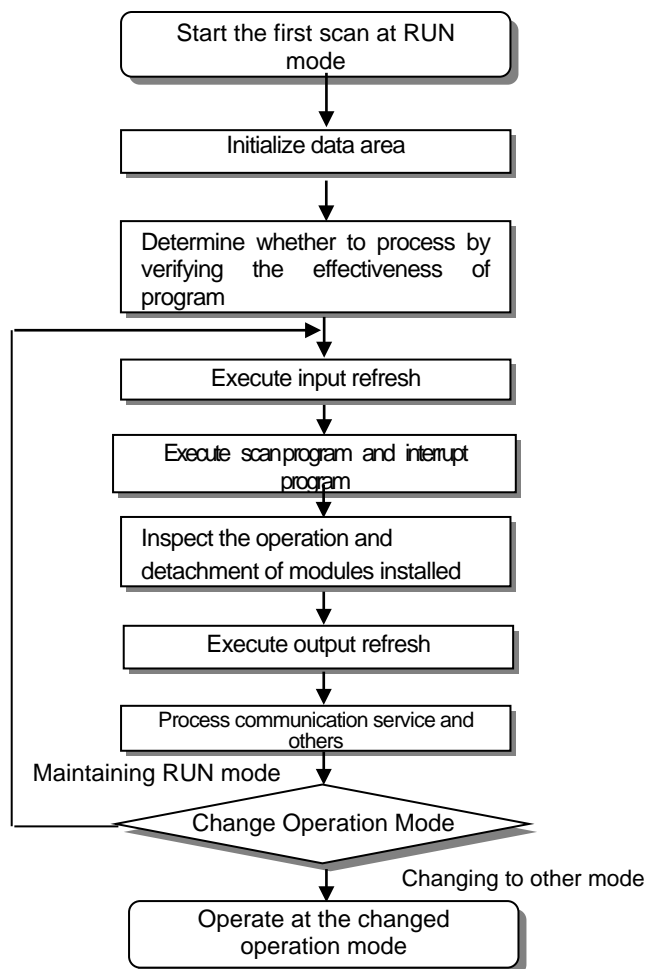 Start the first scan at RUN
mode
Initialize data area
Determine whether to process by
verifying the effectiveness of
program
Execute input refresh
Execute scan program and interrupt
program
Inspect the operation and
detachment of modules installed
Execute output refresh
Process communication service and
others
Maintaining RUN mode
Change Operation Mode
Changing to other mode
Operate at the changed
operation mode